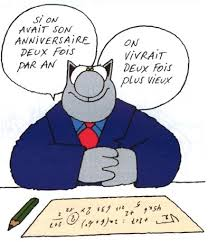 SI ON
AVAIT SON
ANNIVERSAIRE
DEUX FOIS
PAR AN
ON
VIVRAIT
DEUX FOIS
PLUS VIEUX